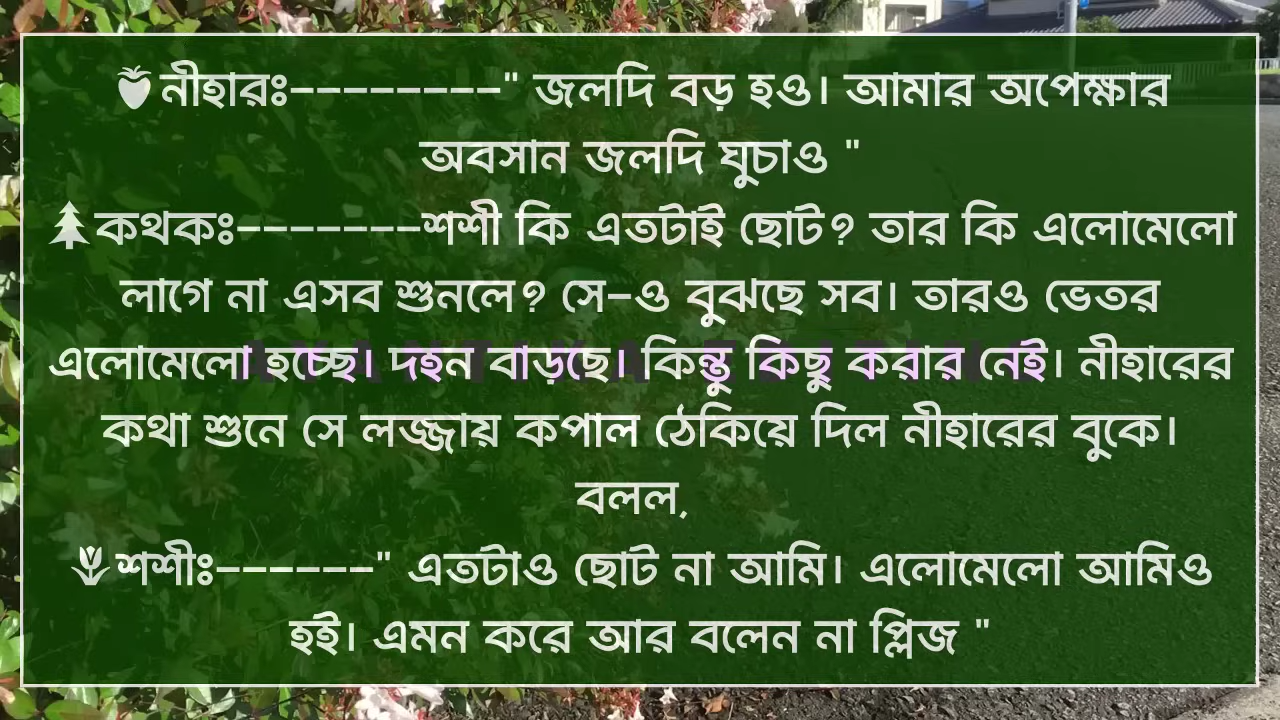 নীহারঃ--------" জলদি বড় হও। আমার অপেক্ষার
অবসান জলদি ঘুচাও "
কথকঃ-------শশী কি এতটাই ছোট? তার কি এলোমেলো
লাগে না এসব শুনলে? সে-ও বুঝছে সব। তারও ভেতর
এলোমেলো হচ্ছে। দহন বাড়ছে। কিন্তু কিছু করার নেই। নীহারের
কথা শুনে সে লজ্জায় কপাল ঠেকিয়ে দিল নীহারের বুকে।
বলল,
শশীঃ------" এতটাও ছোট না আমি। এলোমেলো আমিও
হই। এমন করে আর বলেন না প্লিজ "